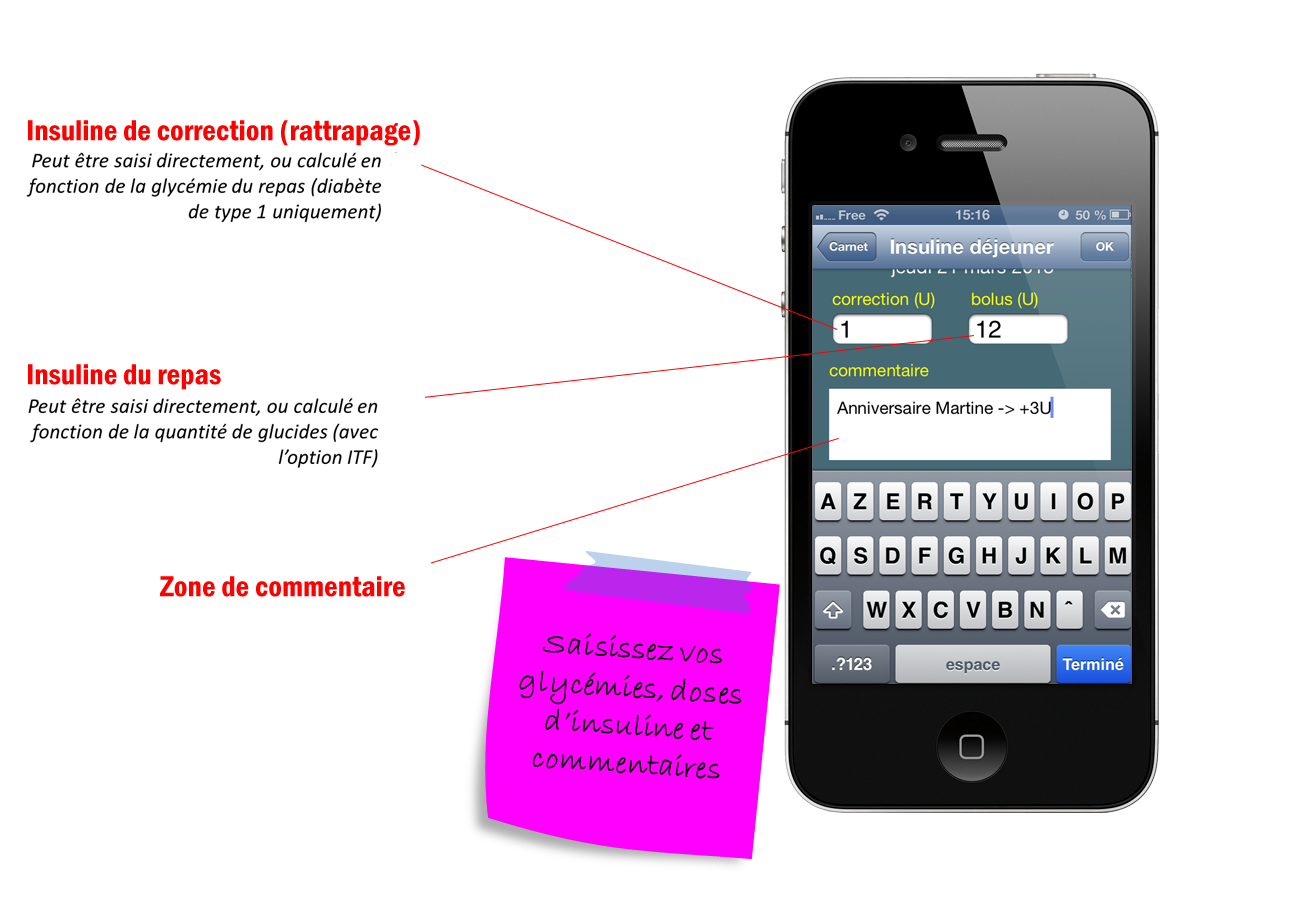 Insuline de correction (rattrapage)
Peut être saisi directement, ou calculé en
fonction de la glycémie du repas (diabète
de type 1 uniquement)
Insuline du repas
Peut être saisi directement, ou calculé en
fonction de la quantité de glucides (avec
l'option ITF)
Zone de commentaire
Saisissez vos
glycémies, doses
d'insuline et
commentaires
Free 15:16 50 %
Carnet Insuline déjeuner OK
jeudi 21 mars 2013
correction (U) bolus (U)
1 12
commentaire
Anniversaire Martine -> +3U
A Z E R T Y U I O P
Q S D F G H J K L M
W X C V B N ^
.?123 espace Terminé